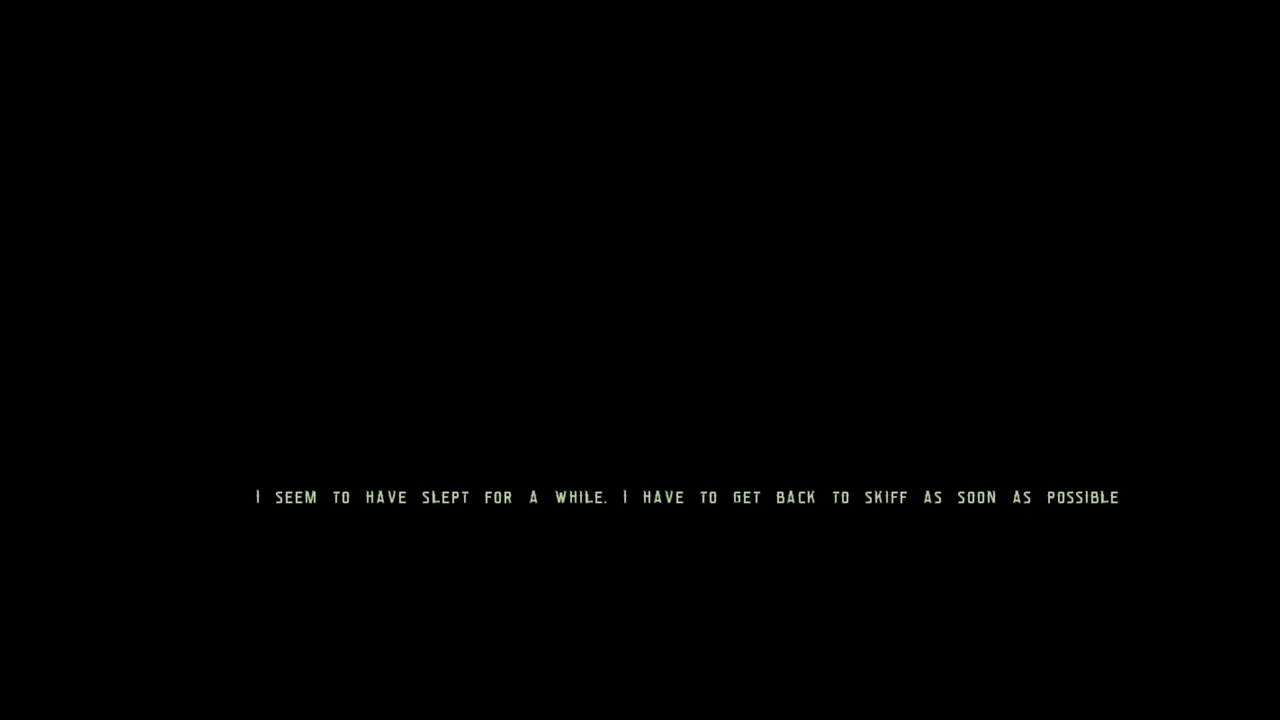 I SEEM TO HAVE SLEPT FOR A WHILE. I HAVE TO GET BACK TO SKIFF AS SOON AS POSSIBLE